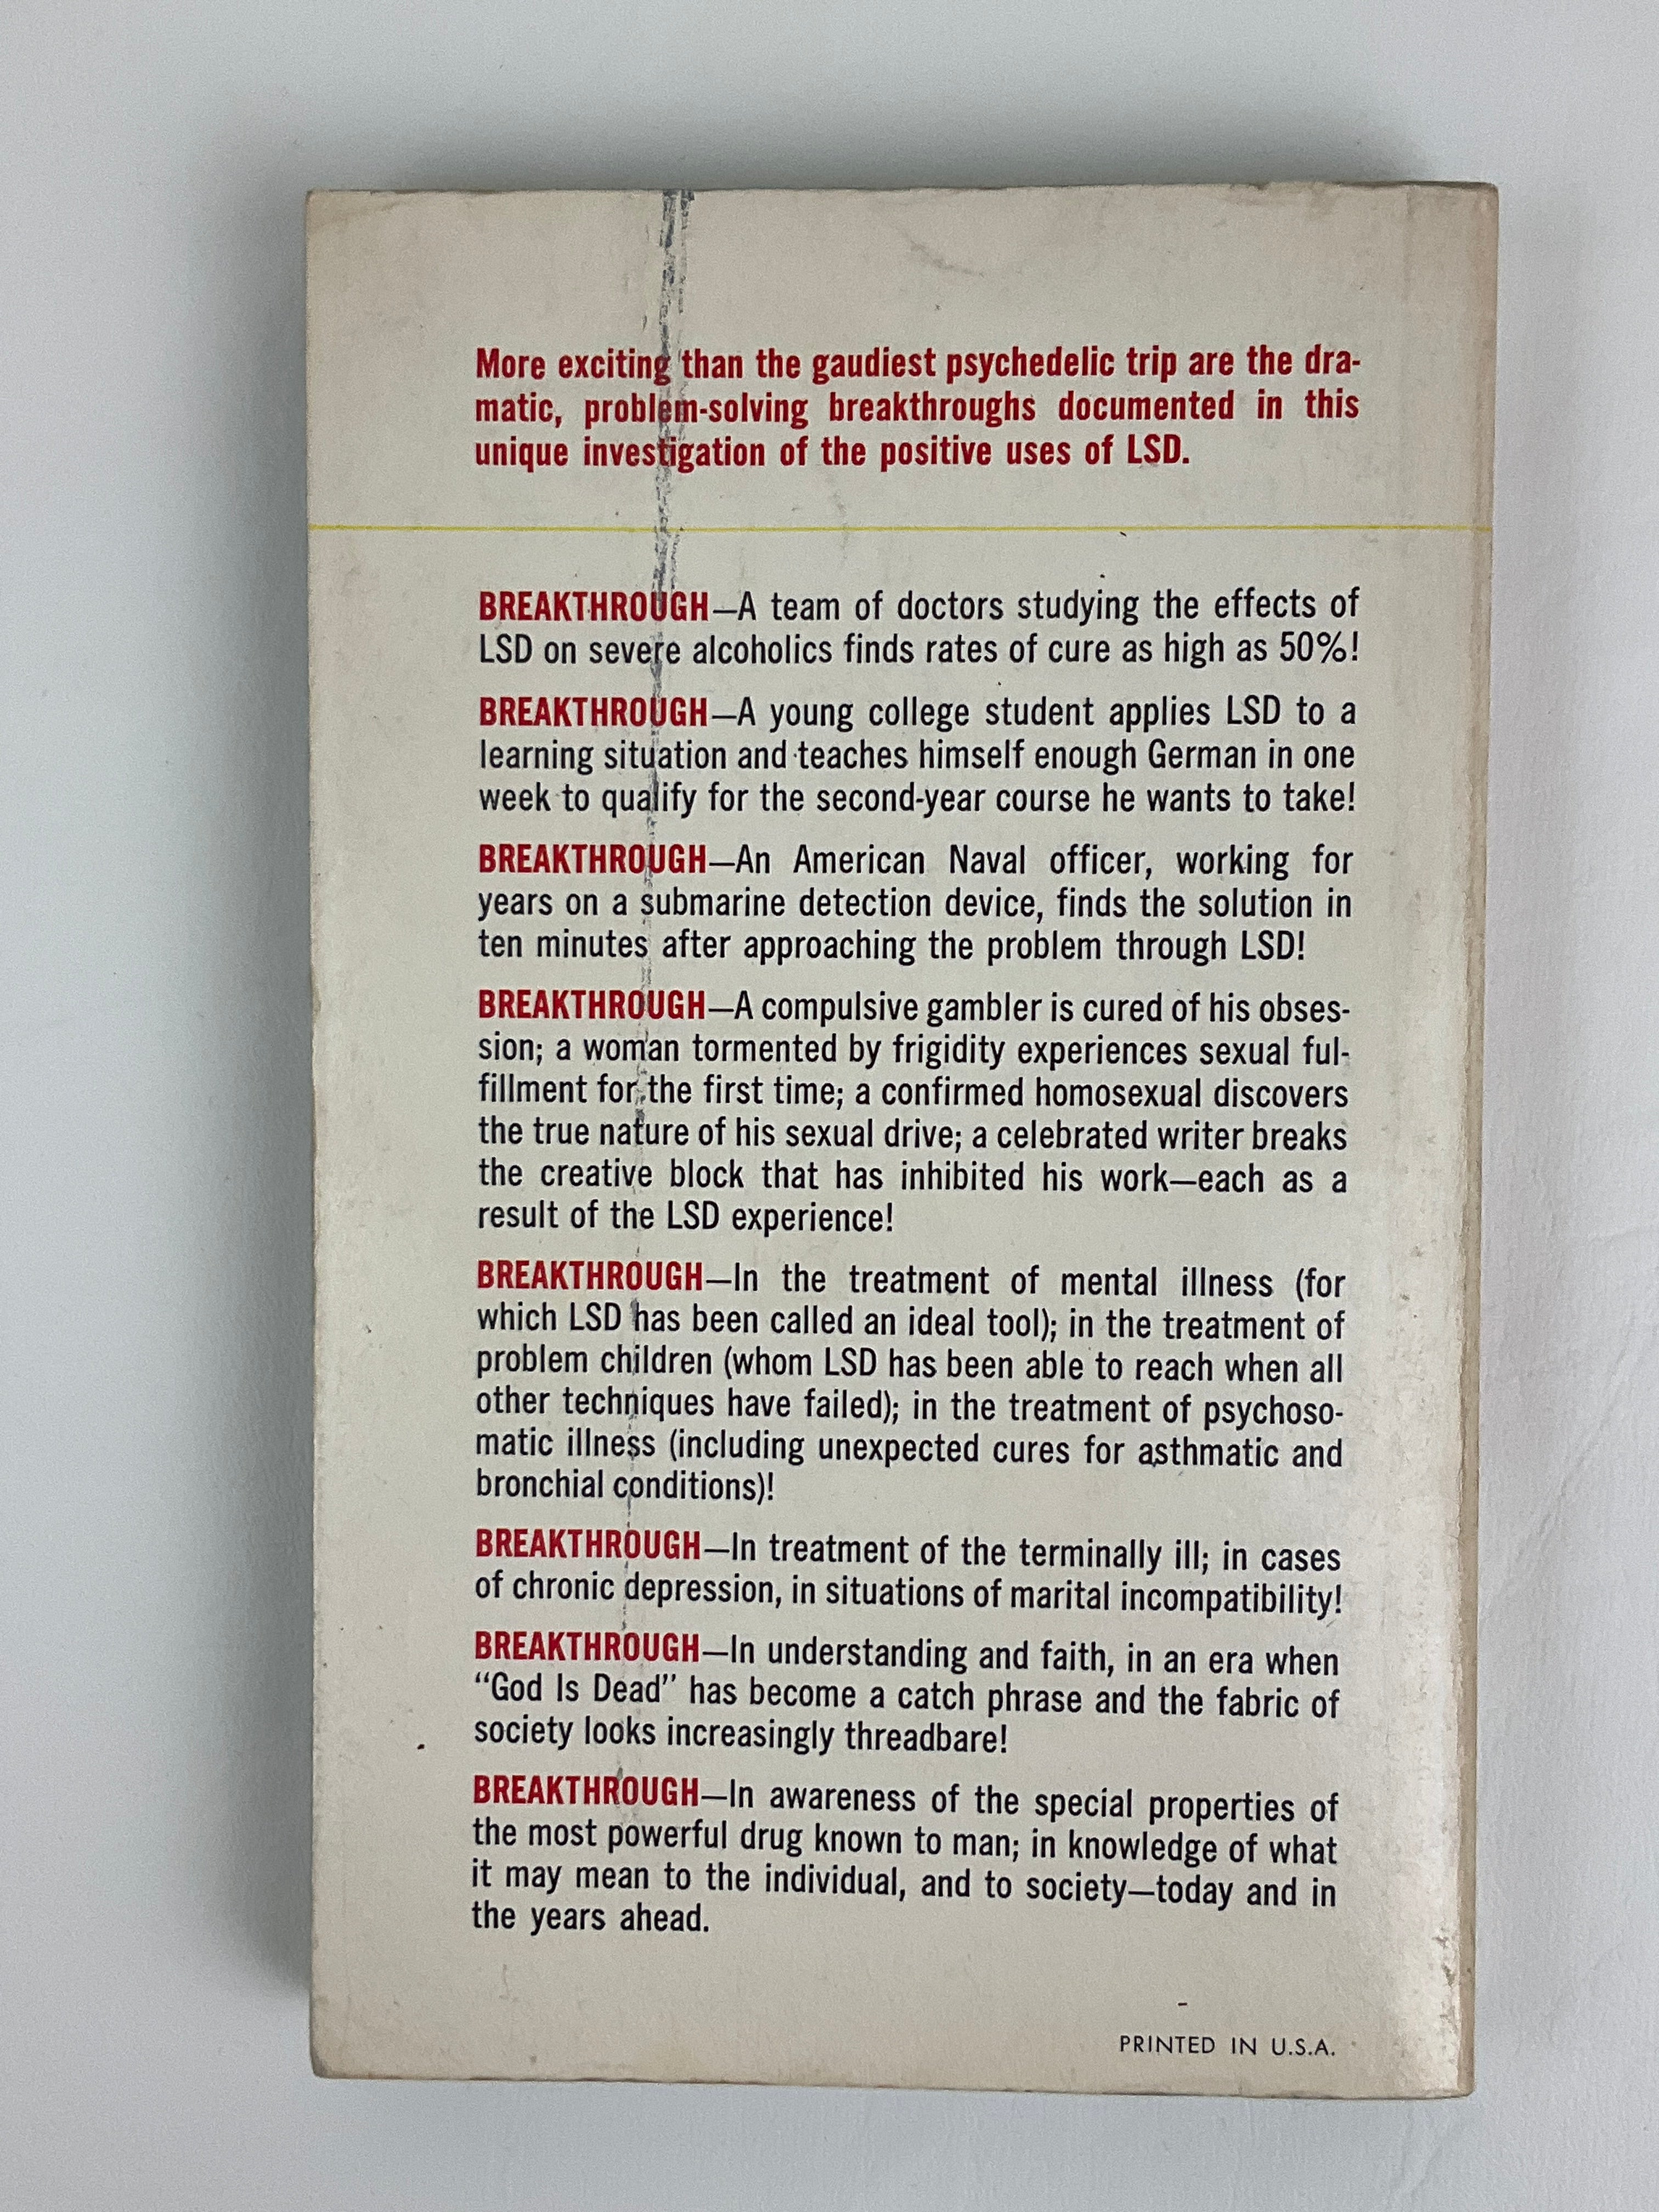 More exciting than the gaudiest psychedelic trip are the dra-
matic, problem-solving breakthroughs documented in this
unique investigation of the positive uses of LSD.
BREAKTHROUGH—A team of doctors studying the effects of
LSD on severe alcoholics finds rates of cure as high as 50%!
BREAKTHROUGH—A young college student applies LSD to a
learning situation and teaches himself enough German in one
week to qualify for the second-year course he wants to take!
BREAKTHROUGH—An American Naval officer, working for
years on a submarine detection device, finds the solution in
ten minutes after approaching the problem through LSD!
BREAKTHROUGH—A compulsive gambler is cured of his obses-
sion; a woman tormented by frigidity experiences sexual ful-
fillment for the first time; a confirmed homosexual discovers
the true nature of his sexual drive; a celebrated writer breaks
the creative block that has inhibited his work—each as a
result of the LSD experience!
BREAKTHROUGH—In the treatment of mental illness (for
which LSD has been called an ideal tool); in the treatment of
problem children (whom LSD has been able to reach when all
other techniques have failed); in the treatment of psychoso-
matic illness (including unexpected cures for asthmatic and
bronchial conditions)!
BREAKTHROUGH—In treatment of the terminally ill; in cases
of chronic depression, in situations of marital incompatibility!
BREAKTHROUGH—In understanding and faith, in an era when
“God Is Dead” has become a catch phrase and the fabric of
society looks increasingly threadbare!
BREAKTHROUGH—In awareness of the special properties of
the most powerful drug known to man; in knowledge of what
it may mean to the individual, and to society—today and in
the years ahead.
PRINTED IN U.S.A.